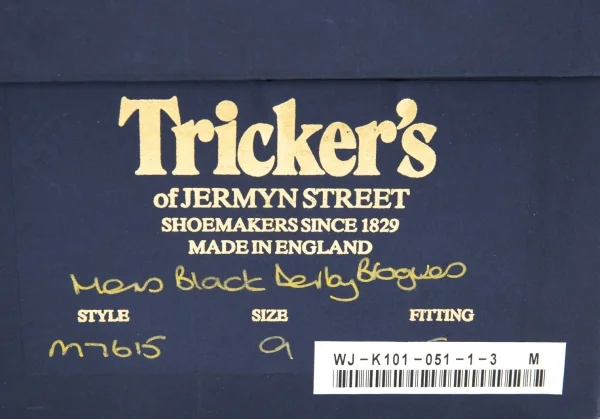 Tricker's
of JERMYN STREET
SHOEMAKERS SINCE 1829
MADE IN ENGLAND
Mens Black Derby Brogues
STYLE SIZE FITTING
M7615 9
WJ-K101-051-1-3 M